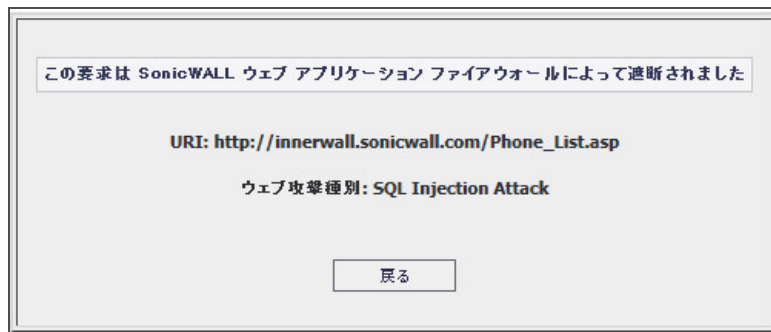 この要求は SonicWALL ウェブ アプリケーション ファイアウォールによって遮断されました
URI: http://innerwall.sonicwall.com/Phone_List.asp
ウェブ攻撃種別: SQL Injection Attack
戻る